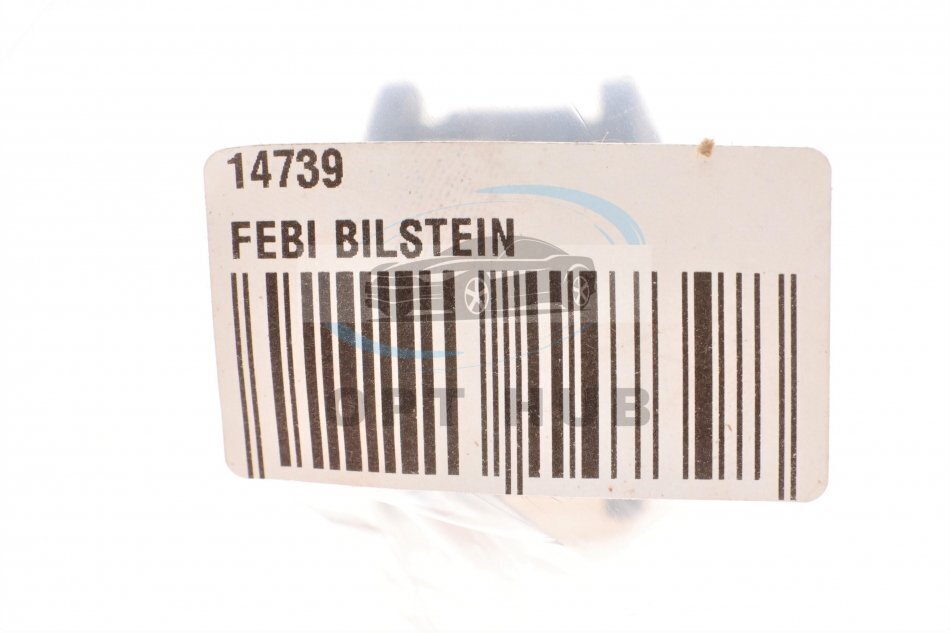 14739
FEBI BILSTEIN
OPT HUB